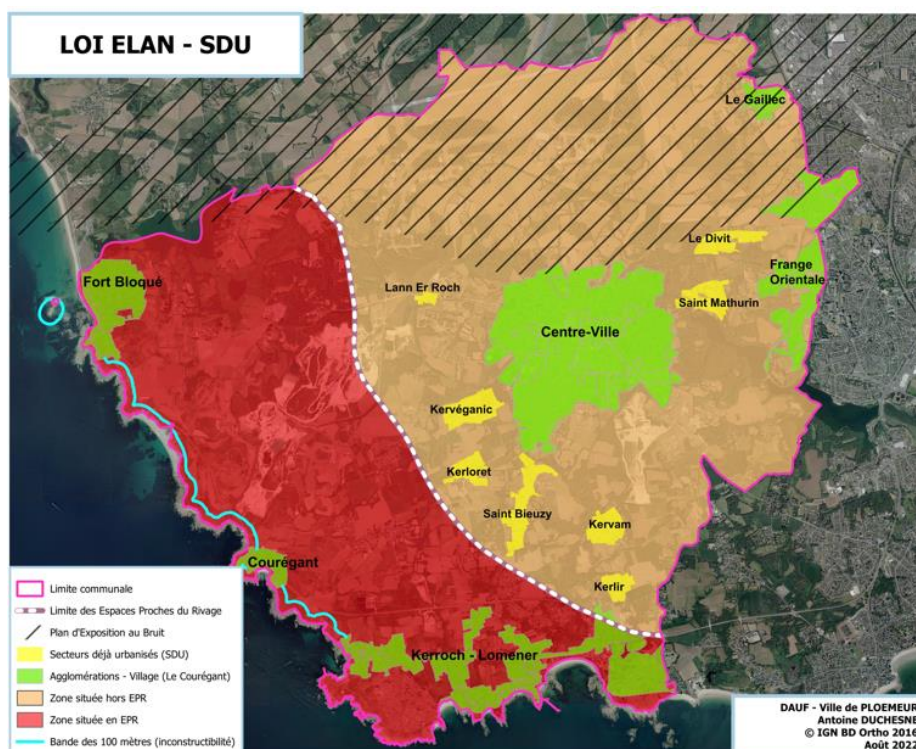 LOI ELAN - SDU
Le Gaillec
Le Divit
Frange
Orientale
Fort Bloqué
Lann Er Roch
Saint Mathurin
Centre-Ville
Kervéganic
Kerloret
Saint Bieuzy
Kervam
Courégant
Kerlir
Kerroch - Lomener
Limite communale
Limite des Espaces Proches du Rivage
Plan d'Exposition au Bruit
Secteurs déjà urbanisés (SDU)
Agglomérations - Village (Le Courégant)
Zone située hors EPR
Zone située en EPR
Bande des 100 mètres (inconstructibilité)
DAUF - Ville de PLOEMEUR
Antoine DUCHESNE
© IGN BD Ortho 2018
Août 2022